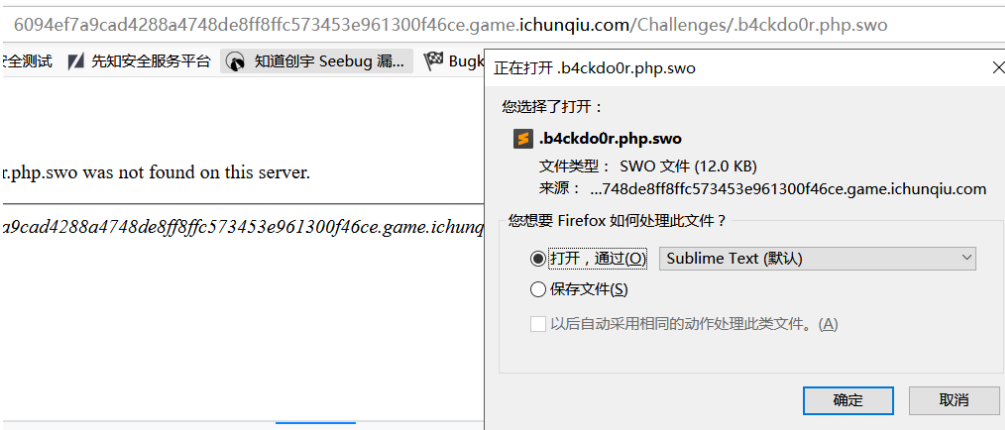 6094ef7a9cad4288a4748de8ff8ffc573453e961300f46ce.game.ichunqiu.com/Challenges/.b4ckdo0r.php.swo
安全测试 先知安全服务平台 知道创宇 Seebug 漏... Bugk
正在打开 .b4ckdo0r.php.swo
您选择了打开：
.b4ckdo0r.php.swo
文件类型： SWO 文件 (12.0 KB)
来源： ...748de8ff8ffc573453e961300f46ce.game.ichunqiu.com
r.php.swo was not found on this server.
a9cad4288a4748de8ff8ffc573453e961300f46ce.game.ichunq
您想要 Firefox 如何处理此文件？
打开，通过(O) Sublime Text (默认)
保存文件(S)
以后自动采用相同的动作处理此类文件。(A)
确定 取消